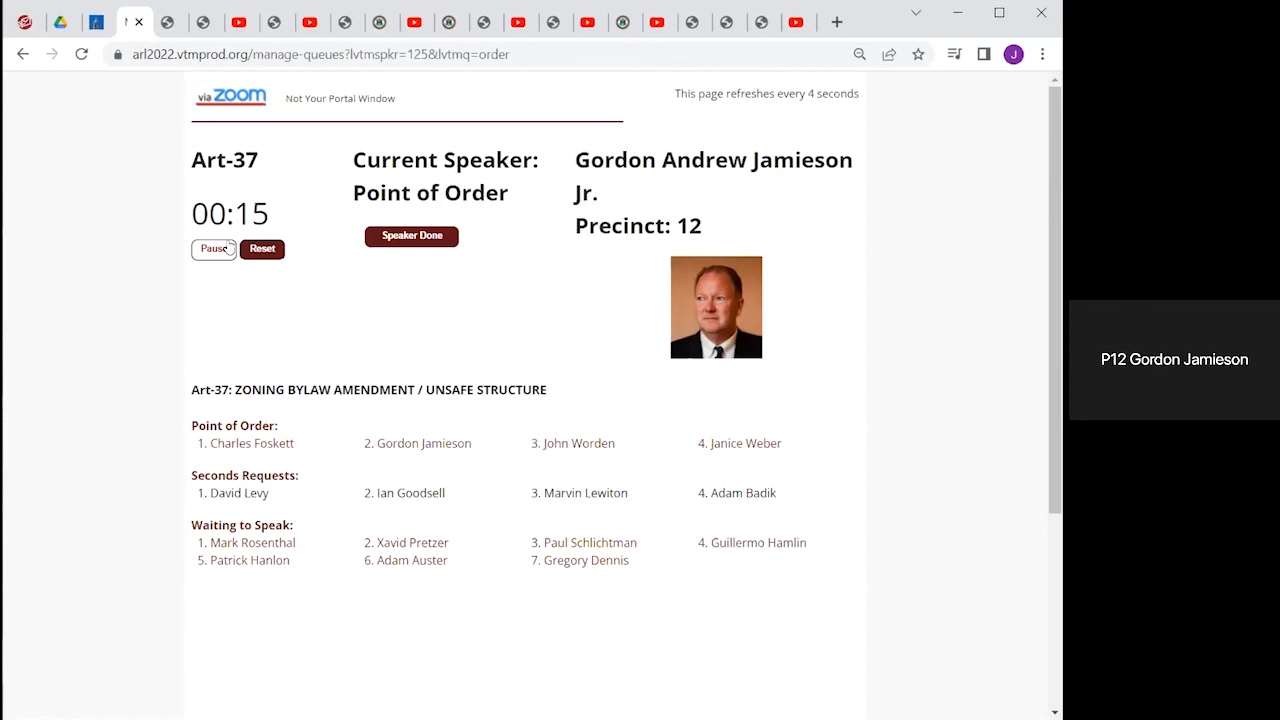 arl2022.vtmprod.org/manage-queues?lvtmspkr=125&lvtmq=order
J
via ZOOM
Not Your Portal Window
This page refreshes every 4 seconds
Art-37
Current Speaker:
Point of Order
Gordon Andrew Jamieson
Jr.
Precinct: 12
00:15
Pause
Reset
Speaker Done
P12 Gordon Jamieson
Art-37: ZONING BYLAW AMENDMENT / UNSAFE STRUCTURE
Point of Order:
1. Charles Foskett 2. Gordon Jamieson 3. John Worden 4. Janice Weber
Seconds Requests:
1. David Levy 2. Ian Goodsell 3. Marvin Lewiton 4. Adam Badik
Waiting to Speak:
1. Mark Rosenthal 2. Xavid Pretzer 3. Paul Schlichtman 4. Guillermo Hamlin
5. Patrick Hanlon 6. Adam Auster 7. Gregory Dennis